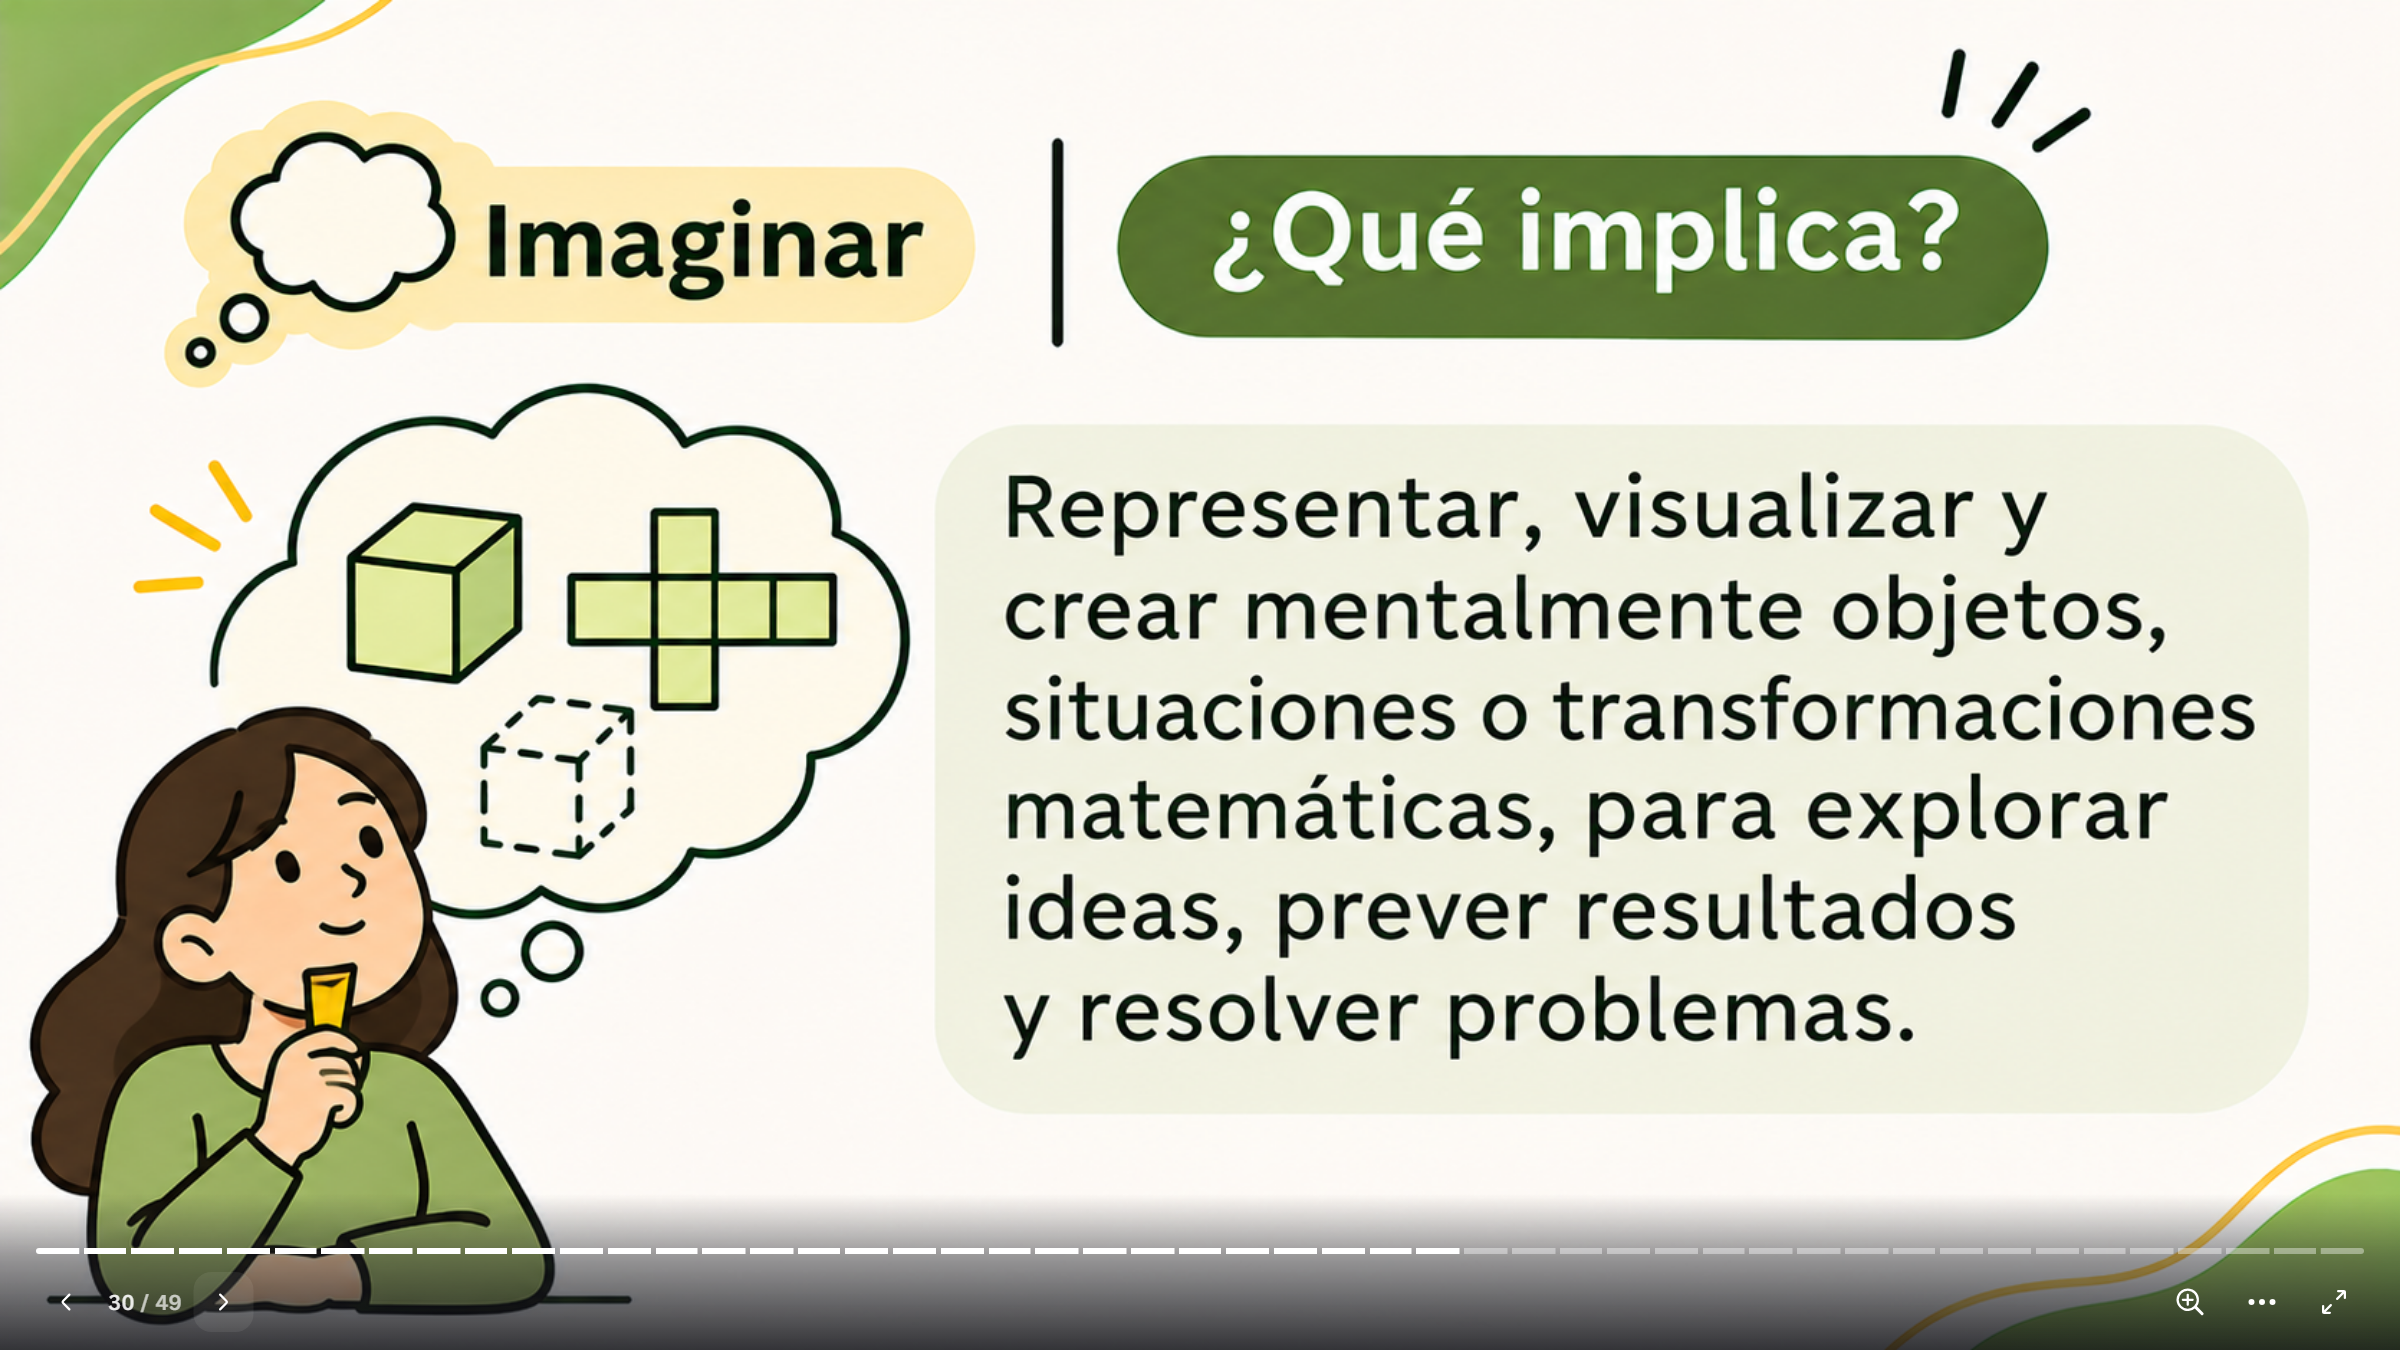 Imaginar
¿Qué implica?
Representar, visualizar y
crear mentalmente objetos,
situaciones o transformaciones
matemáticas, para explorar
ideas, prever resultados
y resolver problemas.
30 / 49